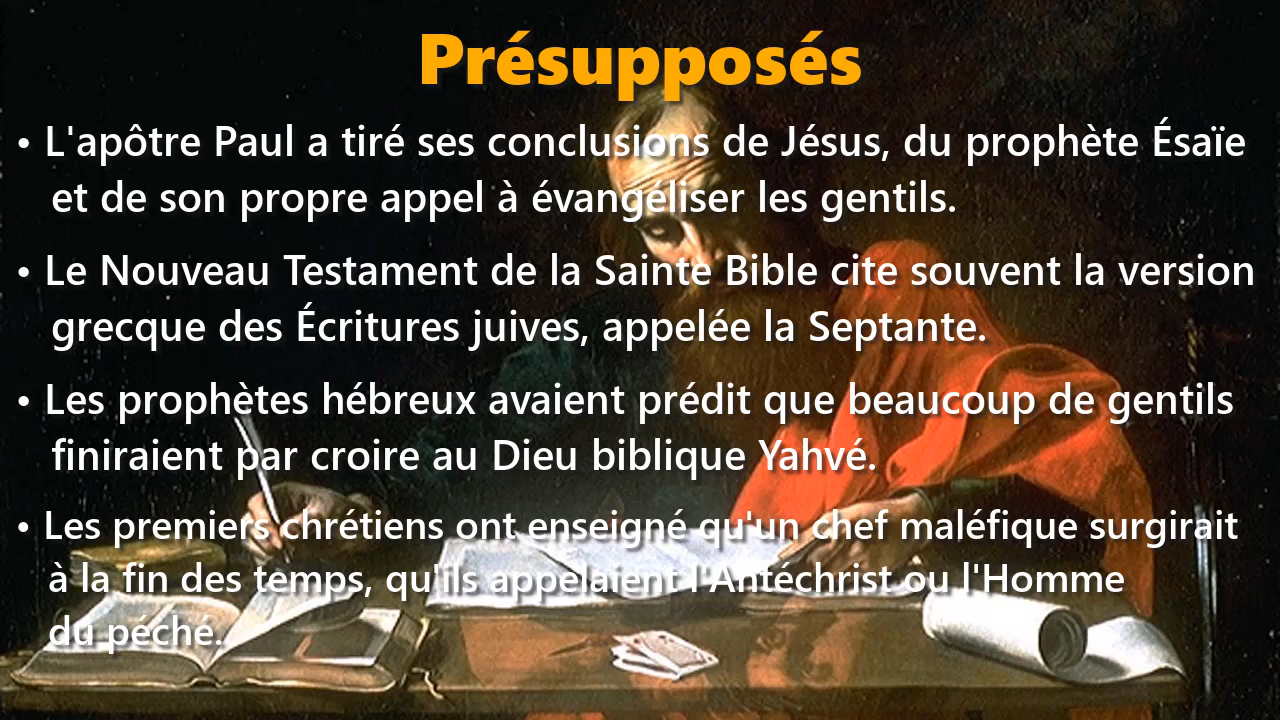 Présupposés
• L'apôtre Paul a tiré ses conclusions de Jésus, du prophète Ésaïe
et de son propre appel à évangéliser les gentils.
• Le Nouveau Testament de la Sainte Bible cite souvent la version
grecque des Écritures juives, appelée la Septante.
• Les prophètes hébreux avaient prédit que beaucoup de gentils
finiraient par croire au Dieu biblique Yahvé.
• Les premiers chrétiens ont enseigné qu'un chef maléfique surgirait
à la fin des temps, qu'ils appelaient l'Antéchrist ou l'Homme
du péché.